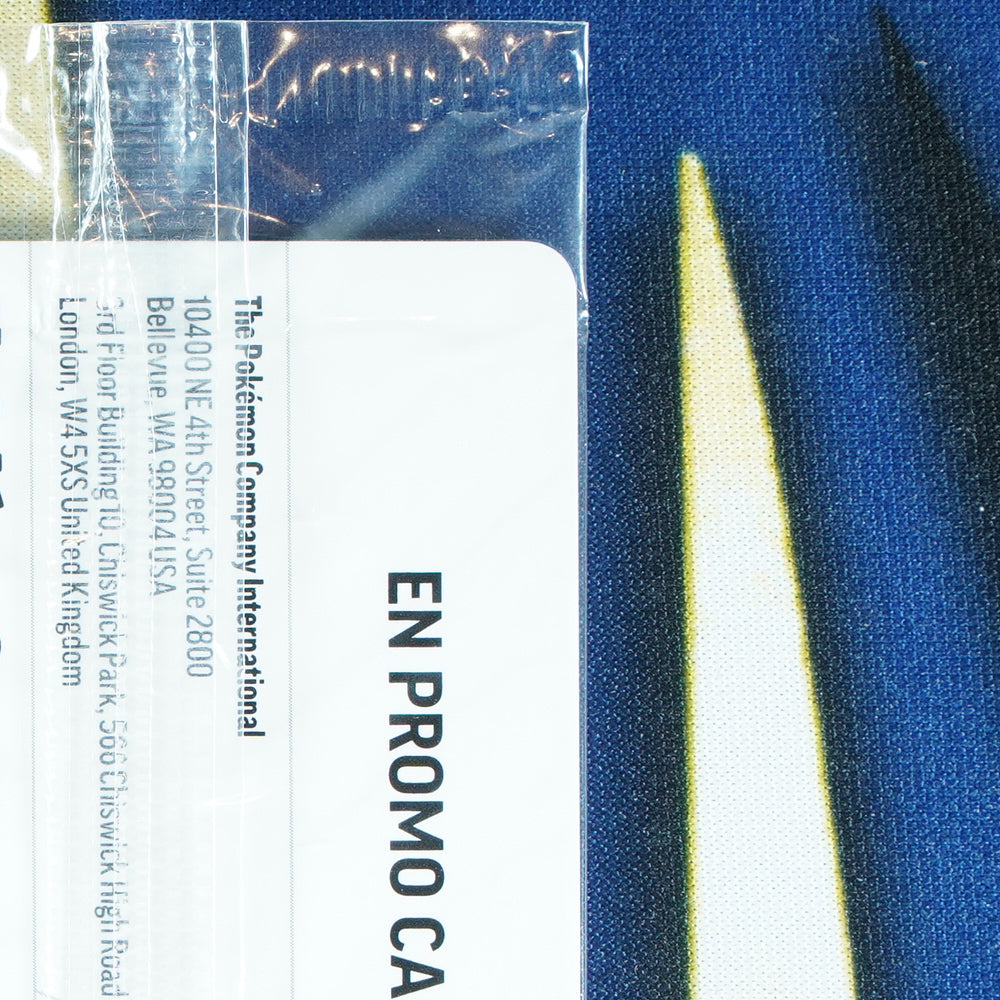 EN PROMO CA
The Pokémon Company International
10400 NE 4th Street, Suite 2800
Bellevue, WA 98004 USA
3rd Floor Building 10, Chiswick Park, 566 Chiswick High Road
London, W4 5XS United Kingdom